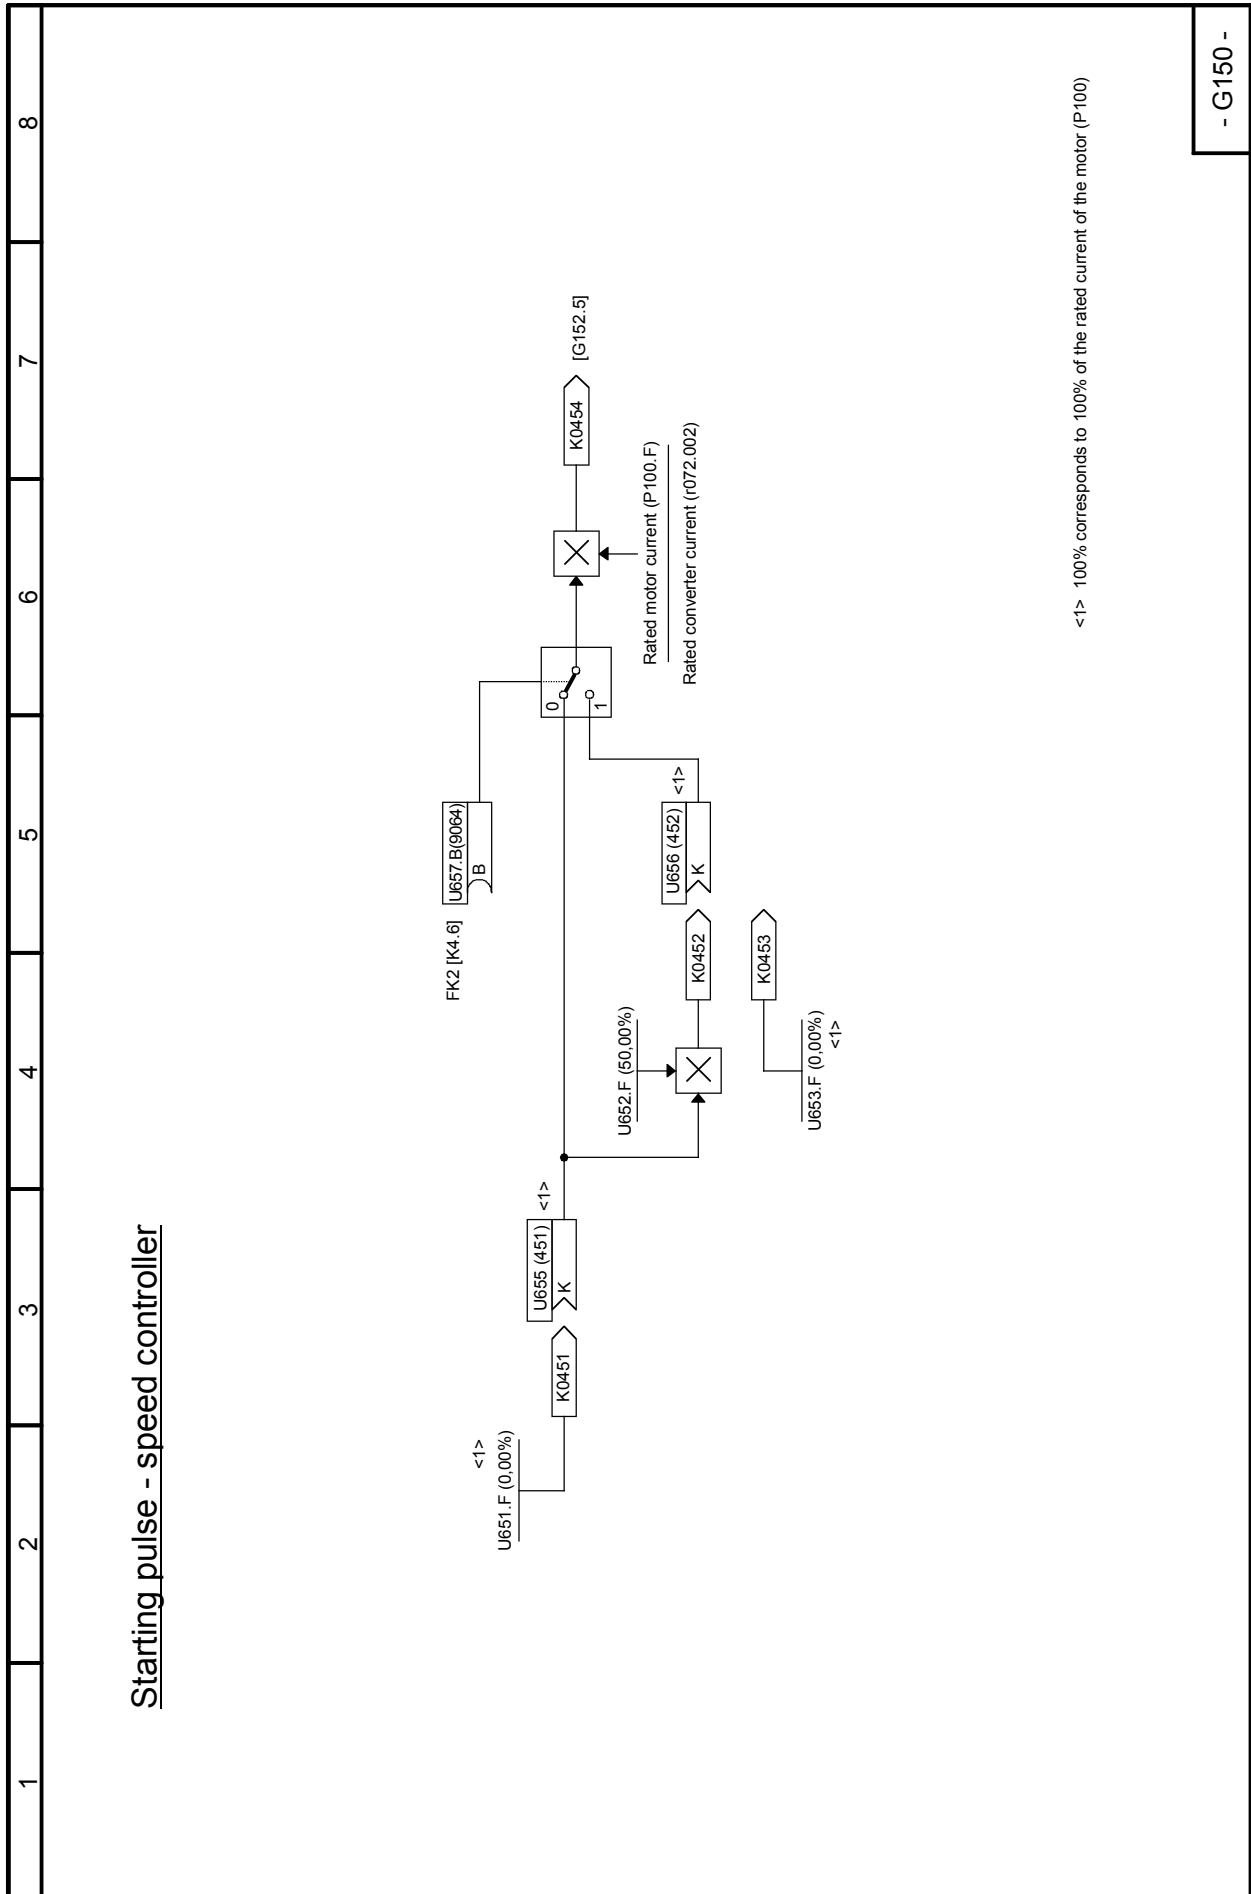 1 2 3 4 5 6 7 8
Starting pulse - speed controller
FK2 [K4.6]
U657.B(9064)
B
<1>
U651.F (0,00%)
K0451
U655 (451)
<1>
K
0
1
K0454
[G152.5]
U652.F (50,00%)
K0452
U656 (452)
<1>
K
Rated motor current (P100.F)
Rated converter current (r072.002)
K0453
U653.F (0,00%)
<1>
<1> 100% corresponds to 100% of the rated current of the motor (P100)
- G150 -